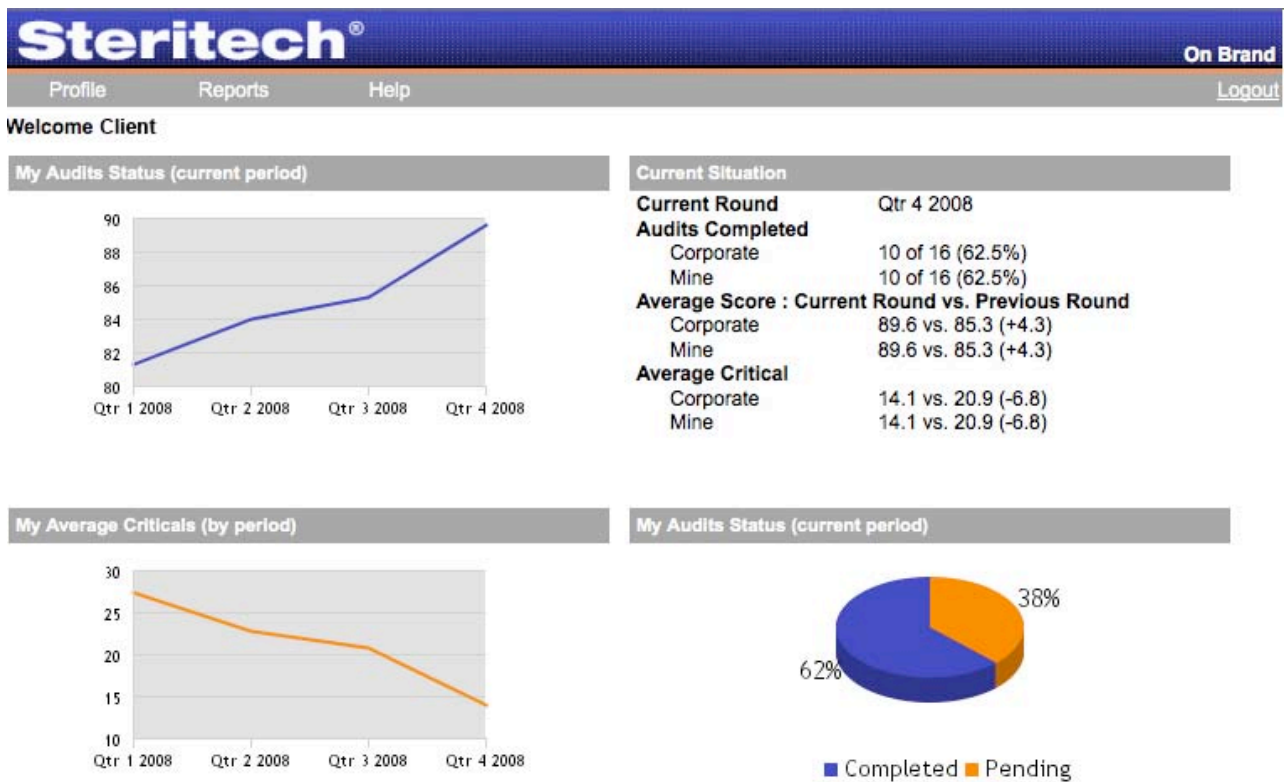 Steritech®
On Brand
Profile Reports Help Logout
Welcome Client
My Audits Status (current period)
90
88
86
84
82
80
Qtr 1 2008 Qtr 2 2008 Qtr 3 2008 Qtr 4 2008
Current Situation
Current Round Qtr 4 2008
Audits Completed
Corporate 10 of 16 (62.5%)
Mine 10 of 16 (62.5%)
Average Score : Current Round vs. Previous Round
Corporate 89.6 vs. 85.3 (+4.3)
Mine 89.6 vs. 85.3 (+4.3)
Average Critical
Corporate 14.1 vs. 20.9 (-6.8)
Mine 14.1 vs. 20.9 (-6.8)
My Average Criticals (by period)
30
25
20
15
10
Qtr 1 2008 Qtr 2 2008 Qtr 3 2008 Qtr 4 2008
My Audits Status (current period)
38%
62%
Completed Pending